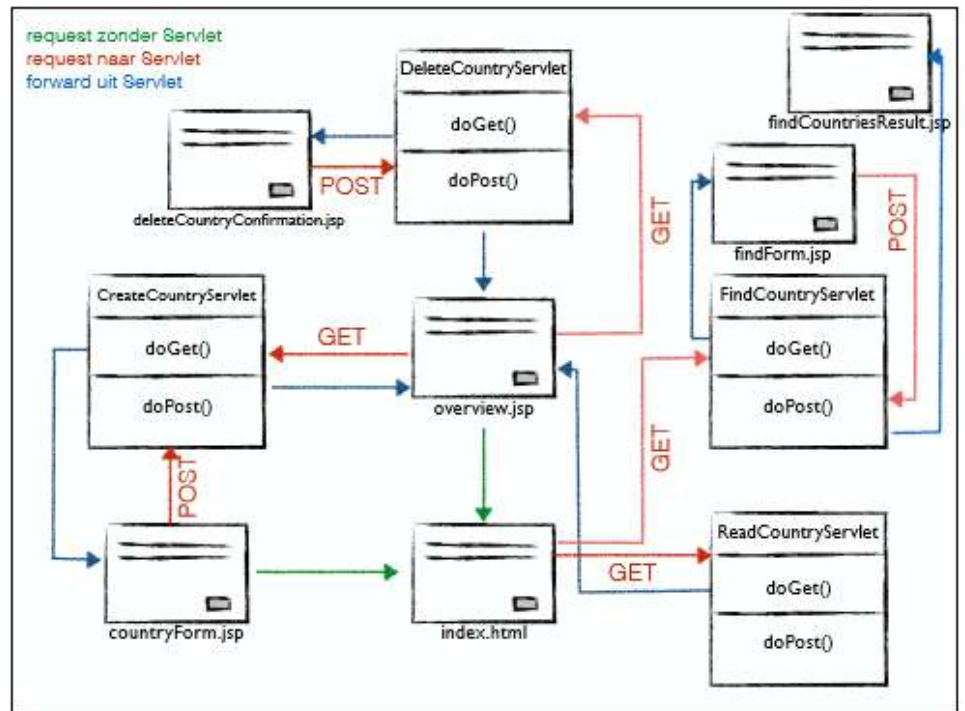 request zonder Servlet
request naar Servlet
forward uit Servlet
DeleteCountryServlet
doGet()
doPost()
deleteCountryConfirmation.jsp
POST
findCountriesResult.jsp
findForm.jsp
POST
GET
CreateCountryServlet
doGet()
doPost()
GET
overview.jsp
FindCountryServlet
doGet()
doPost()
GET
POST
countryForm.jsp
index.html
GET
ReadCountryServlet
doGet()
doPost()